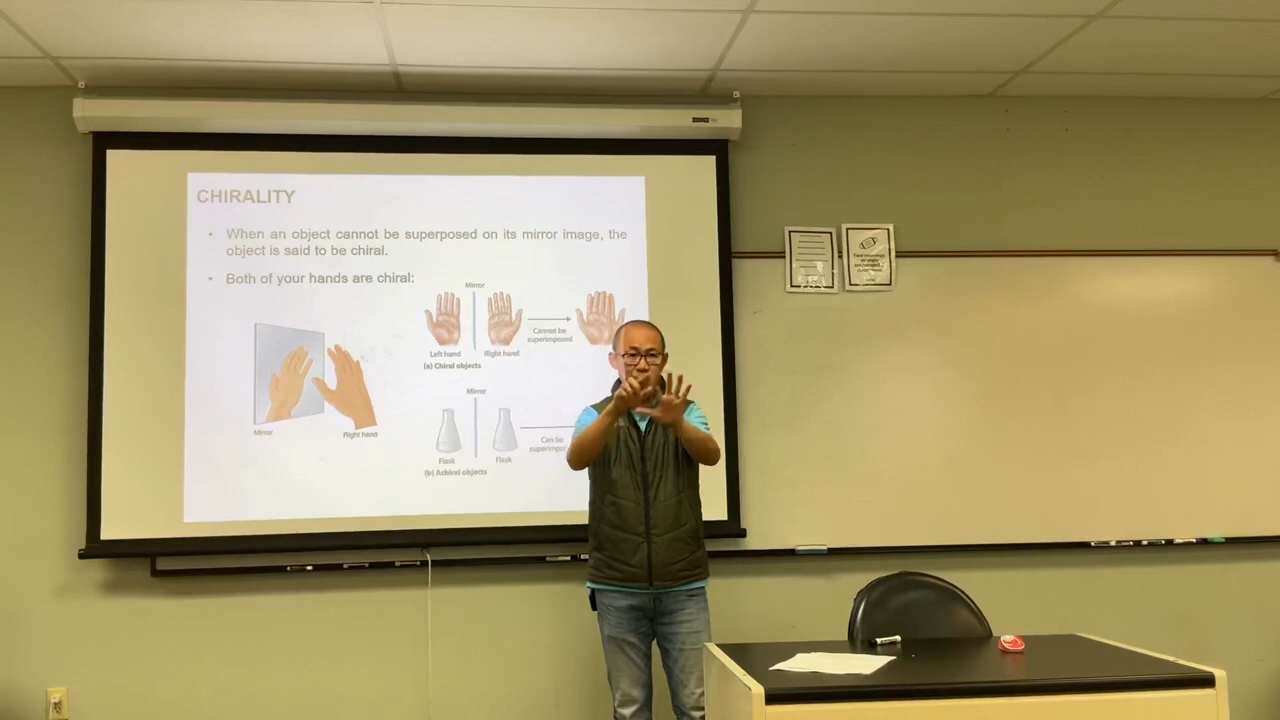 CHIRALITY
• When an object cannot be superposed on its mirror image, the
object is said to be chiral.
• Both of your hands are chiral:
Mirror
Cannot be
superimposed
Left hand
Right hand
(a) Chiral objects
Mirror
Right hand
Mirror
Can be
Flask
Flask
(b) Achiral objects